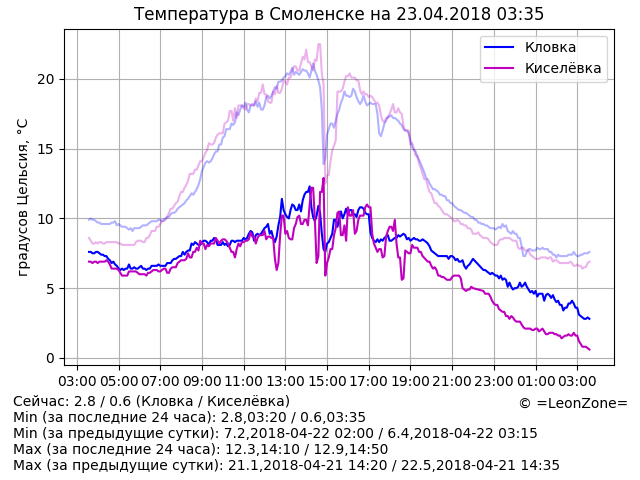 Температура в Смоленске на 23.04.2018 03:35
Кловка
Киселёвка
градусов Цельсия, °C
20
15
10
5
0
03:00 05:00 07:00 09:00 11:00 13:00 15:00 17:00 19:00 21:00 23:00 01:00 03:00
Сейчас: 2.8 / 0.6 (Кловка / Киселёвка)
© =LeonZone=
Min (за последние 24 часа): 2.8,03:20 / 0.6,03:35
Min (за предыдущие сутки): 7.2,2018-04-22 02:00 / 6.4,2018-04-22 03:15
Max (за последние 24 часа): 12.3,14:10 / 12.9,14:50
Max (за предыдущие сутки): 21.1,2018-04-21 14:20 / 22.5,2018-04-21 14:35